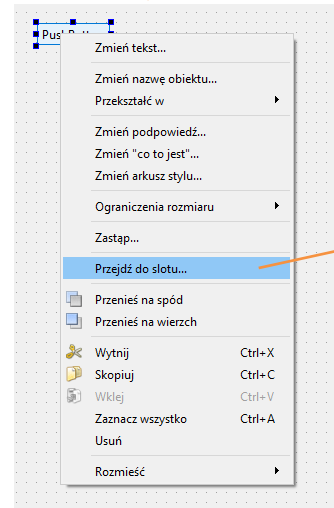 Zmień tekst...
Zmień nazwę obiektu...
Przekształć w
Zmień podpowiedź...
Zmień "co to jest"...
Zmień arkusz stylu...
Ograniczenia rozmiaru
Zastąp...
Przejdź do slotu...
Przenieś na spód
Przenieś na wierzch
Wytnij Ctrl+X
Skopiuj Ctrl+C
Wklej Ctrl+V
Zaznacz wszystko Ctrl+A
Usuń
Rozmieść